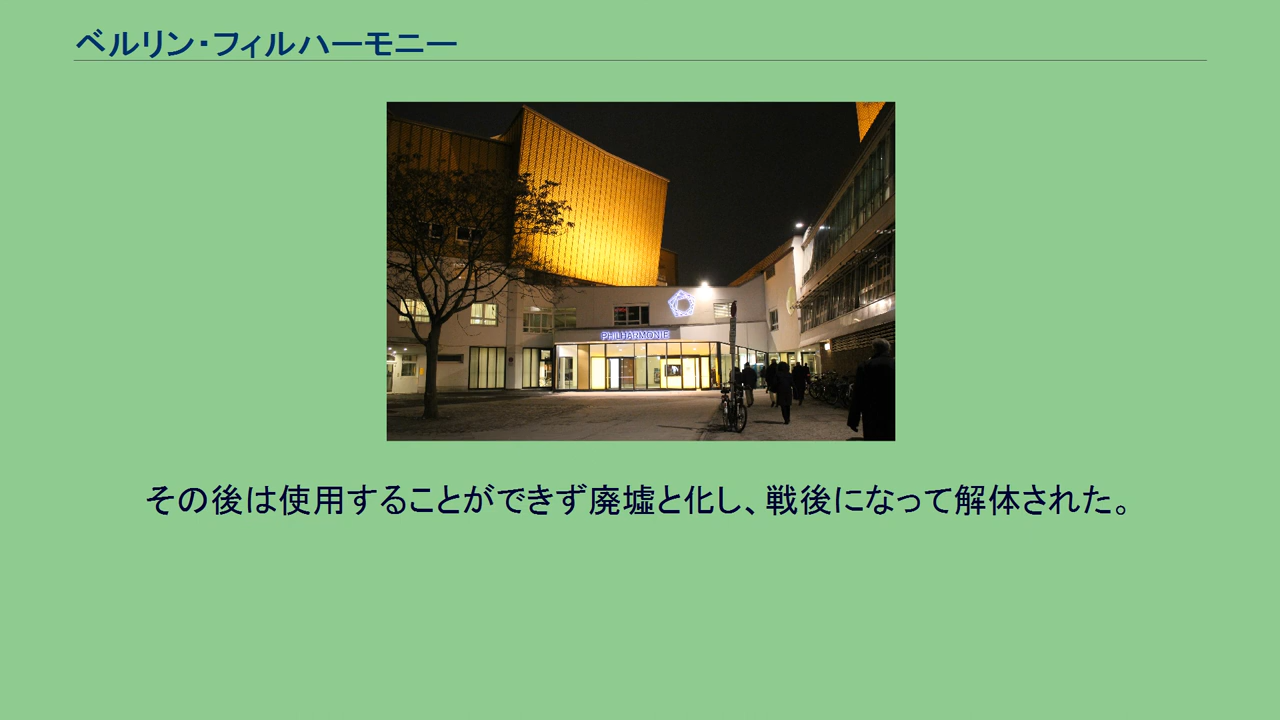 ベルリン・フィルハーモニー
PHILHARMONIE
その後は使用することができず廃墟と化し、戦後になって解体された。